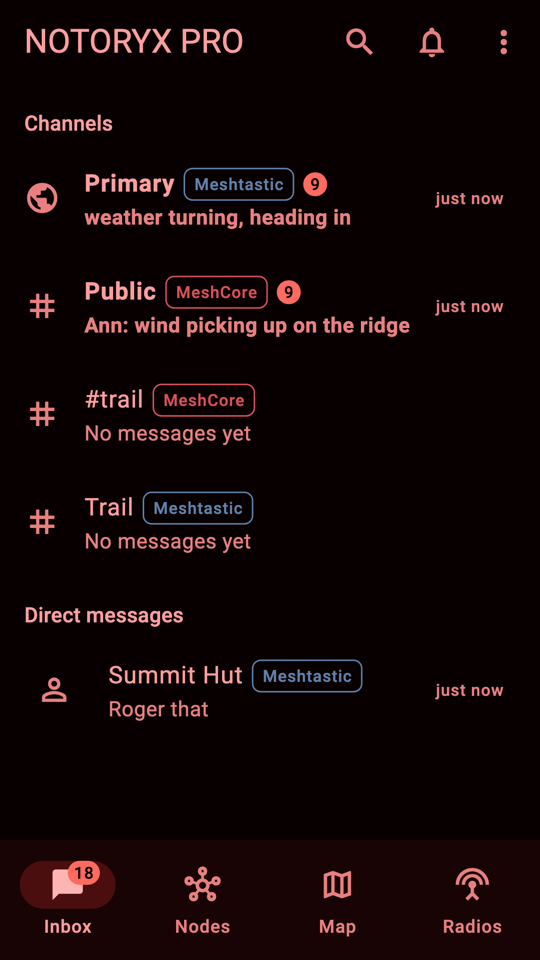 NOTORYX PRO
Channels
Primary Meshtastic 9
weather turning, heading in
just now
Public MeshCore 9
Ann: wind picking up on the ridge
just now
#trail MeshCore
No messages yet
Trail Meshtastic
No messages yet
Direct messages
Summit Hut Meshtastic
Roger that
just now
18
Inbox
Nodes
Map
Radios